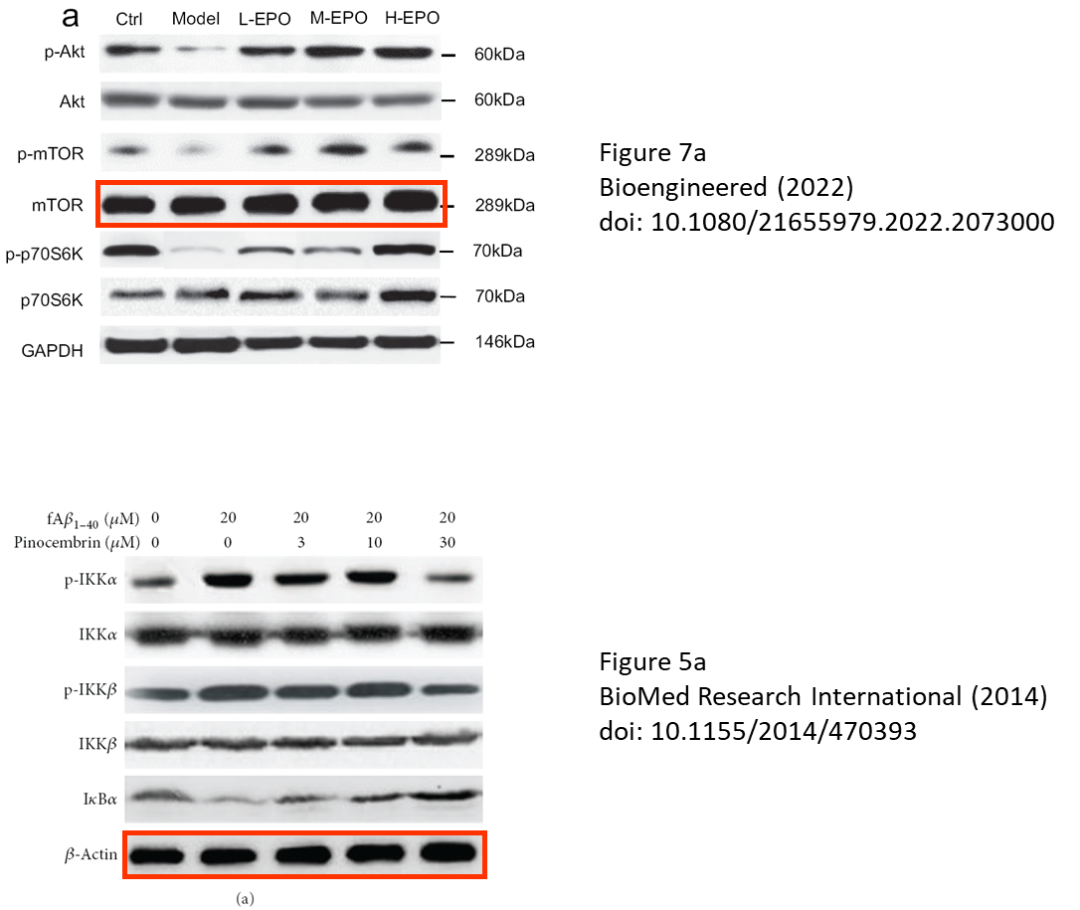 a Ctrl Model L-EPO M-EPO H-EPO
p-Akt 60kDa
Akt 60kDa
p-mTOR 289kDa
mTOR 289kDa
p-p70S6K 70kDa
p70S6K 70kDa
GAPDH 146kDa
Figure 7a
Bioengineered (2022)
doi: 10.1080/21655979.2022.2073000
fAβ1–40 (μM) 0 20 20 20 20
Pinocembrin (μM) 0 0 3 10 30
p-IKKα
IKKα
p-IKKβ
IKKβ
IκBα
β-Actin
(a)
Figure 5a
BioMed Research International (2014)
doi: 10.1155/2014/470393